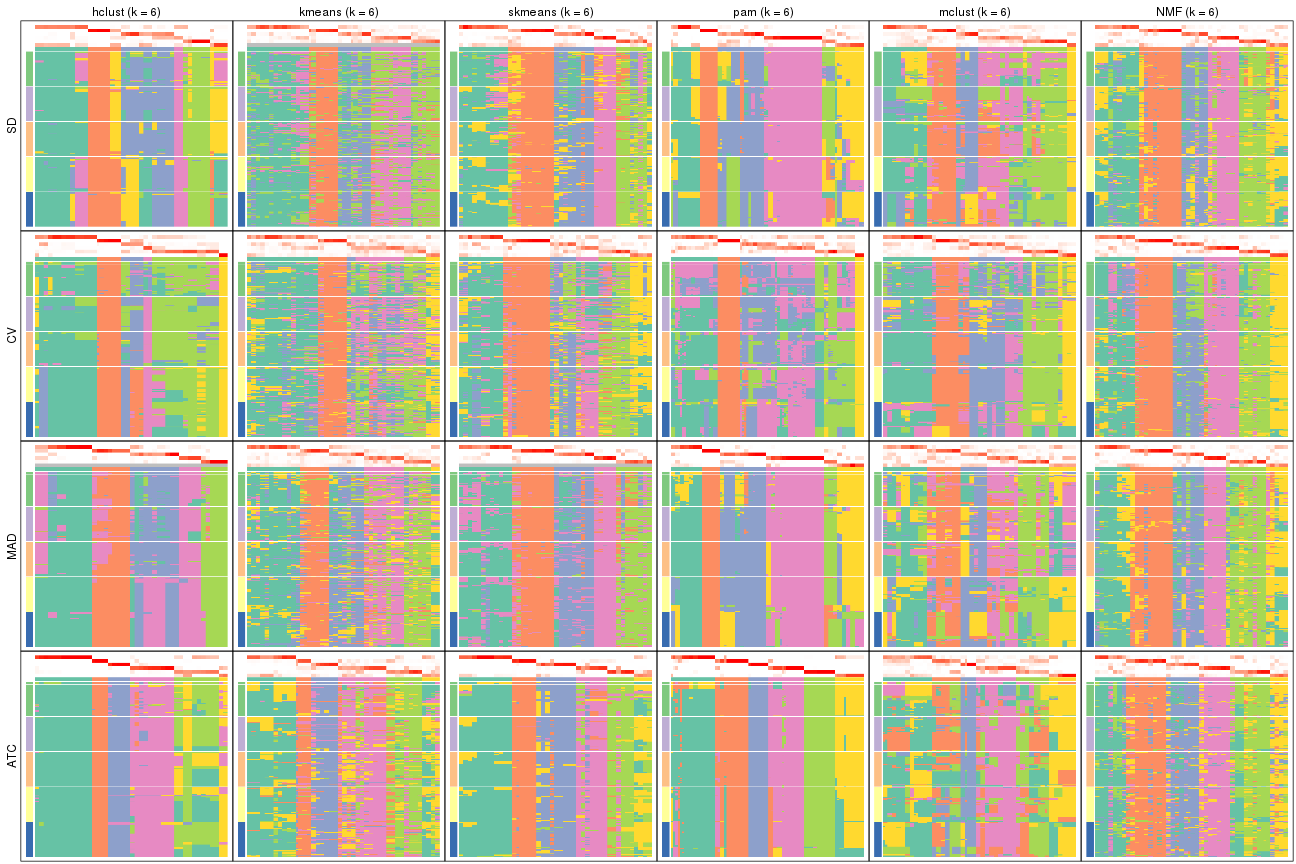 hclust (k = 6) kmeans (k = 6) skmeans (k = 6) pam (k = 6) mclust (k = 6) NMF (k = 6)
SD
CV
MAD
ATC